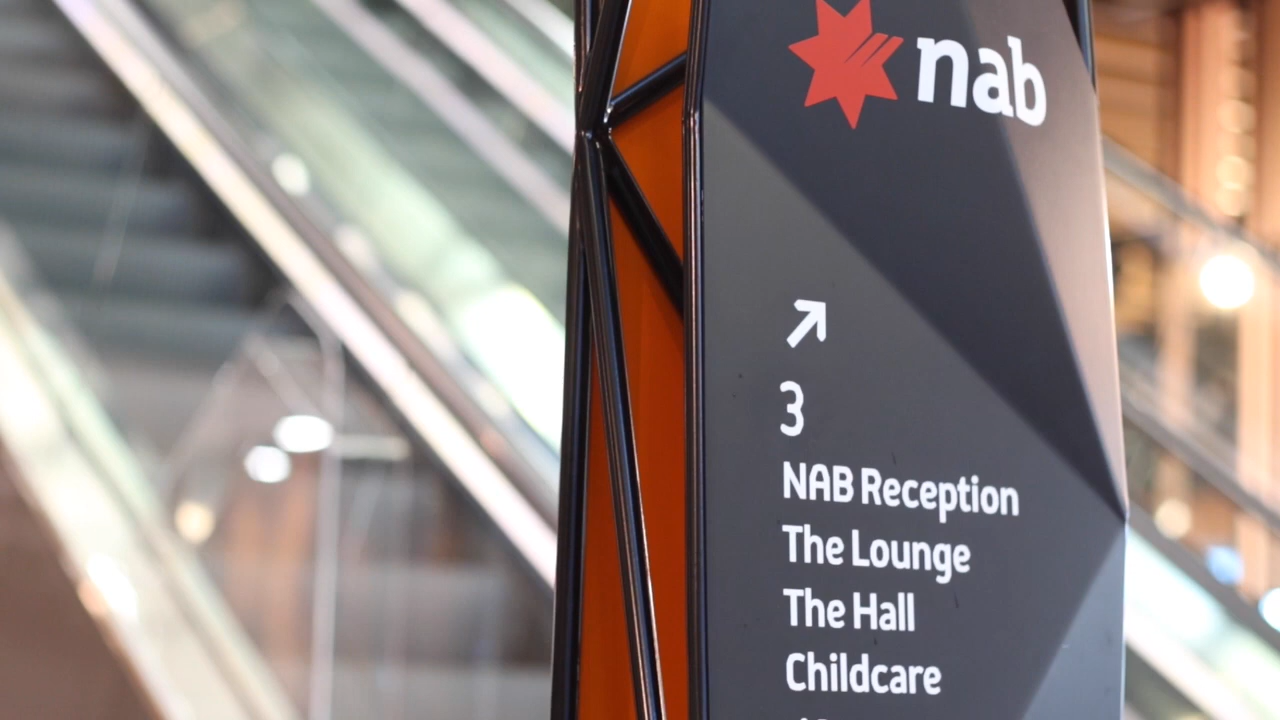 nab
3
NAB Reception
The Lounge
The Hall
Childcare